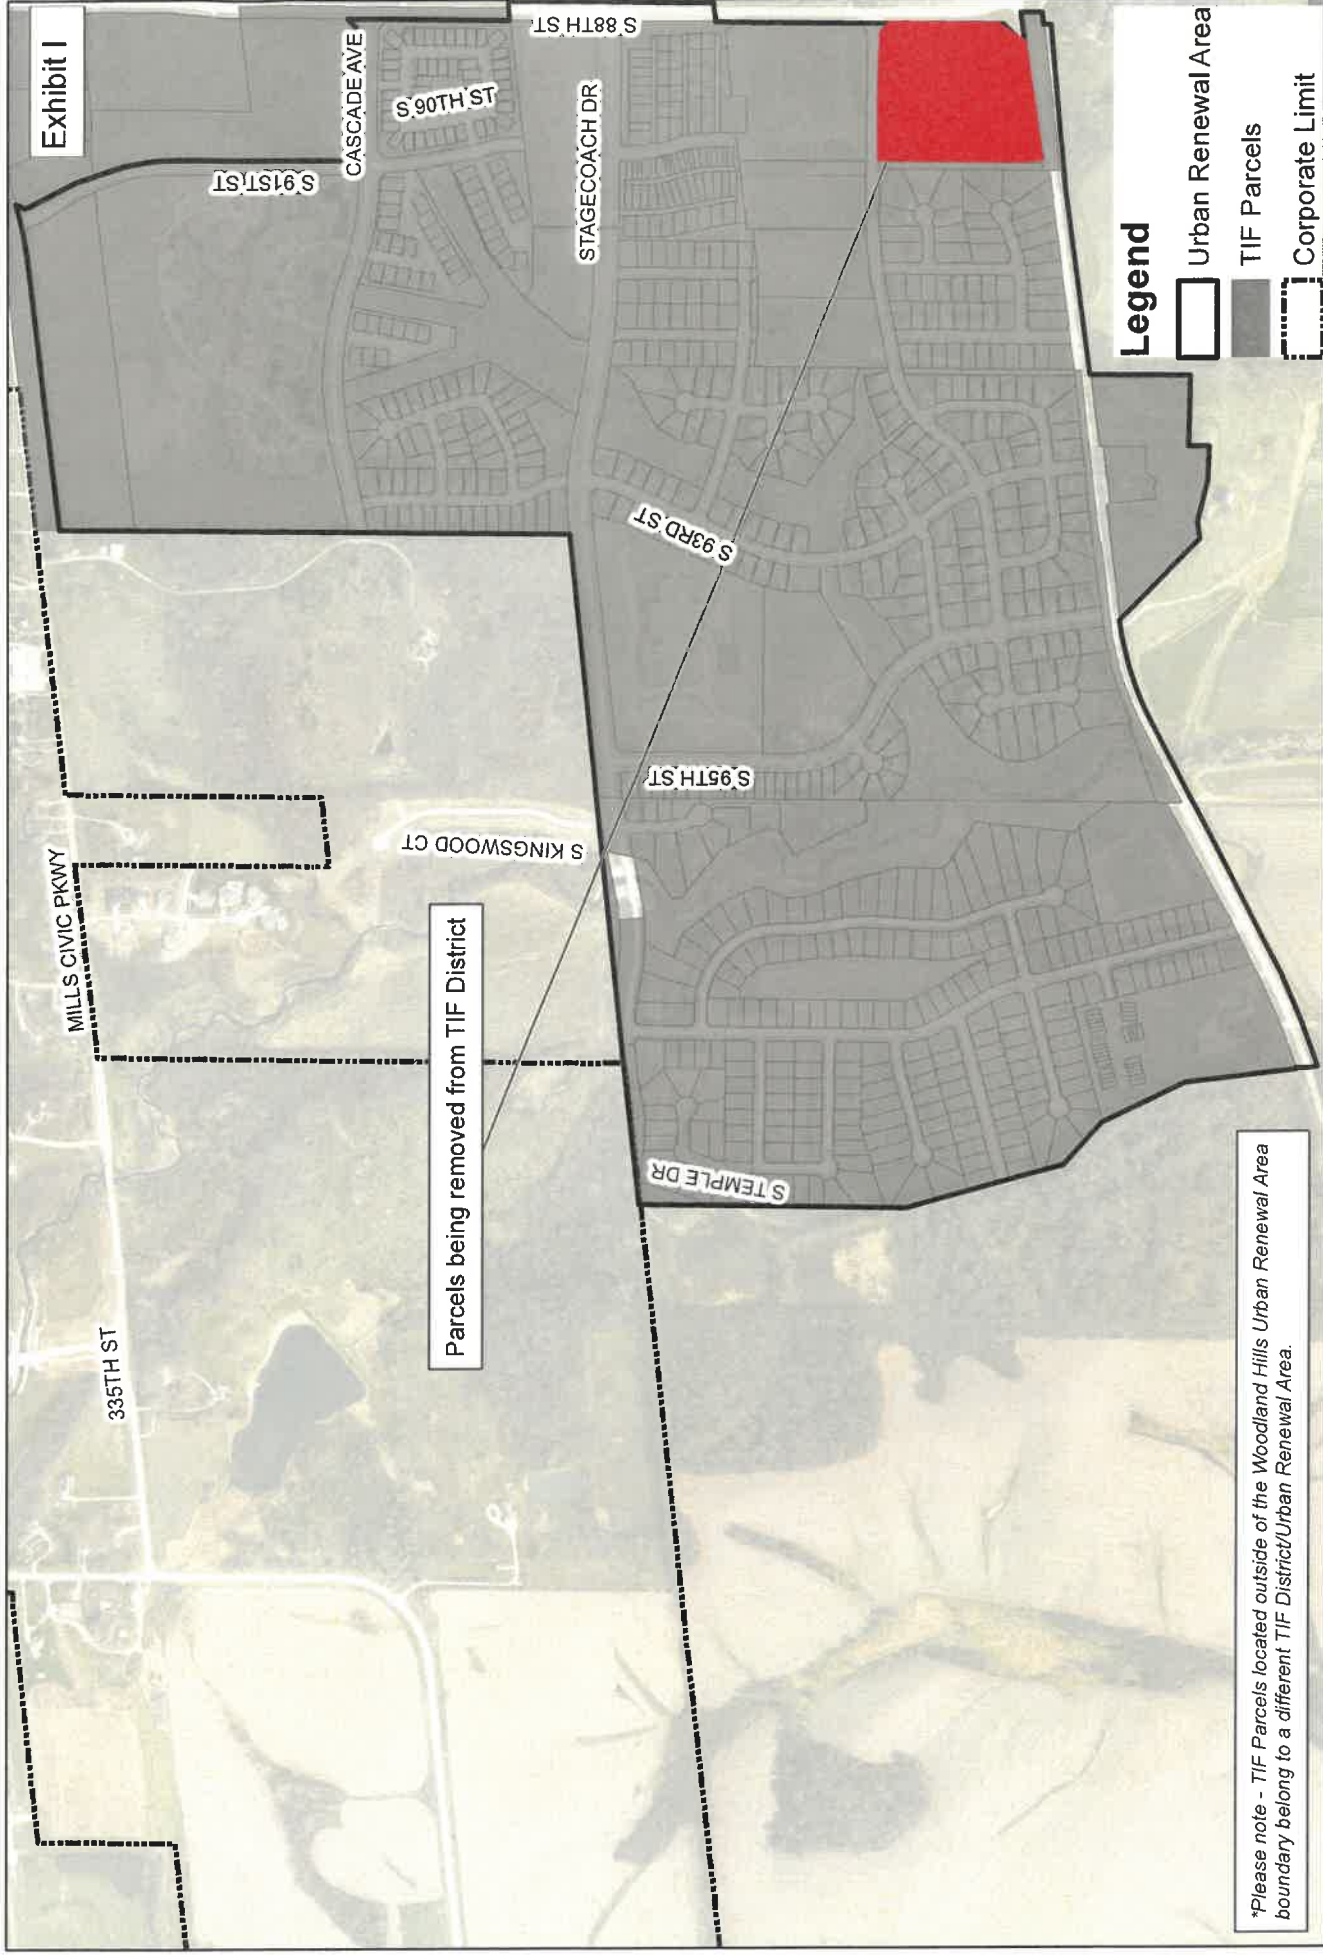 Exhibit I
S 88TH ST
CASCADE AVE
S 90TH ST
S 91ST ST
STAGECOACH DR
S 93RD ST
S 95TH ST
S KINGSWOOD CT
MILLS CIVIC PKWY
335TH ST
S TEMPLE DR
Parcels being removed from TIF District
Legend
Urban Renewal Area
TIF Parcels
Corporate Limit
*Please note - TIF Parcels located outside of the Woodland Hills Urban Renewal Area
boundary belong to a different TIF District/Urban Renewal Area.